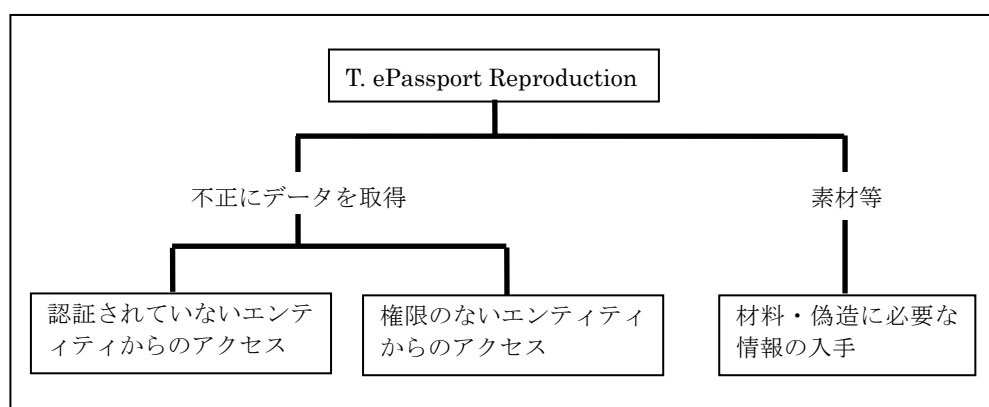 T. ePassport Reproduction
不正にデータを取得
素材等
認証されていないエンテ
ィティからのアクセス
権限のないエンティティ
からのアクセス
材料・偽造に必要な
情報の入手